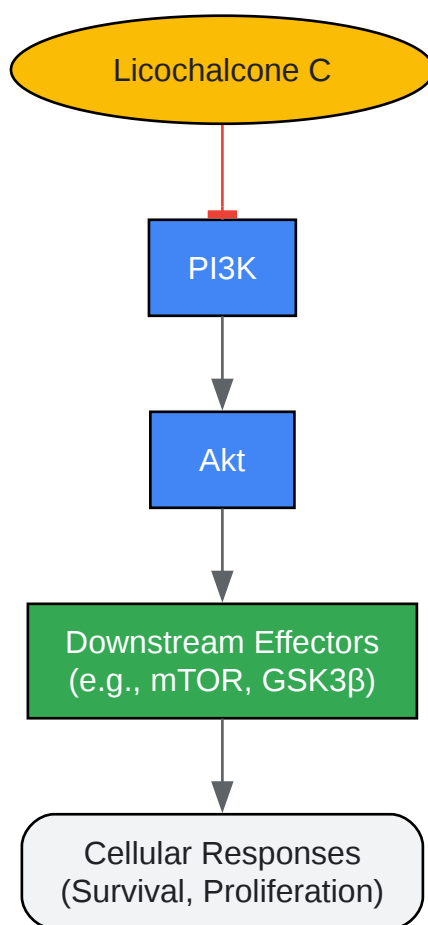 Licochalcone C
PI3K
Akt
Downstream Effectors
(e.g., mTOR, GSK3β)
Cellular Responses
(Survival, Proliferation)